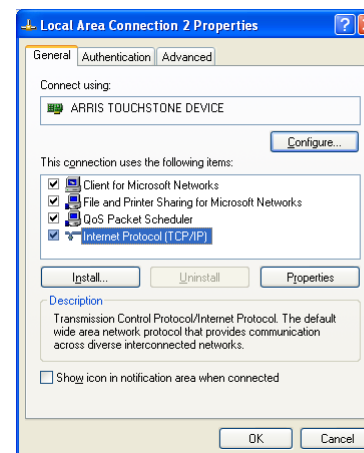 Local Area Connection 2 Properties
General Authentication Advanced
Connect using:
ARRIS TOUCHSTONE DEVICE
Configure...
This connection uses the following items:
Client for Microsoft Networks
File and Printer Sharing for Microsoft Networks
QoS Packet Scheduler
Internet Protocol (TCP/IP)
Install... Uninstall Properties
Description
Transmission Control Protocol/Internet Protocol. The default
wide area network protocol that provides communication
across diverse interconnected networks.
Show icon in notification area when connected
OK Cancel